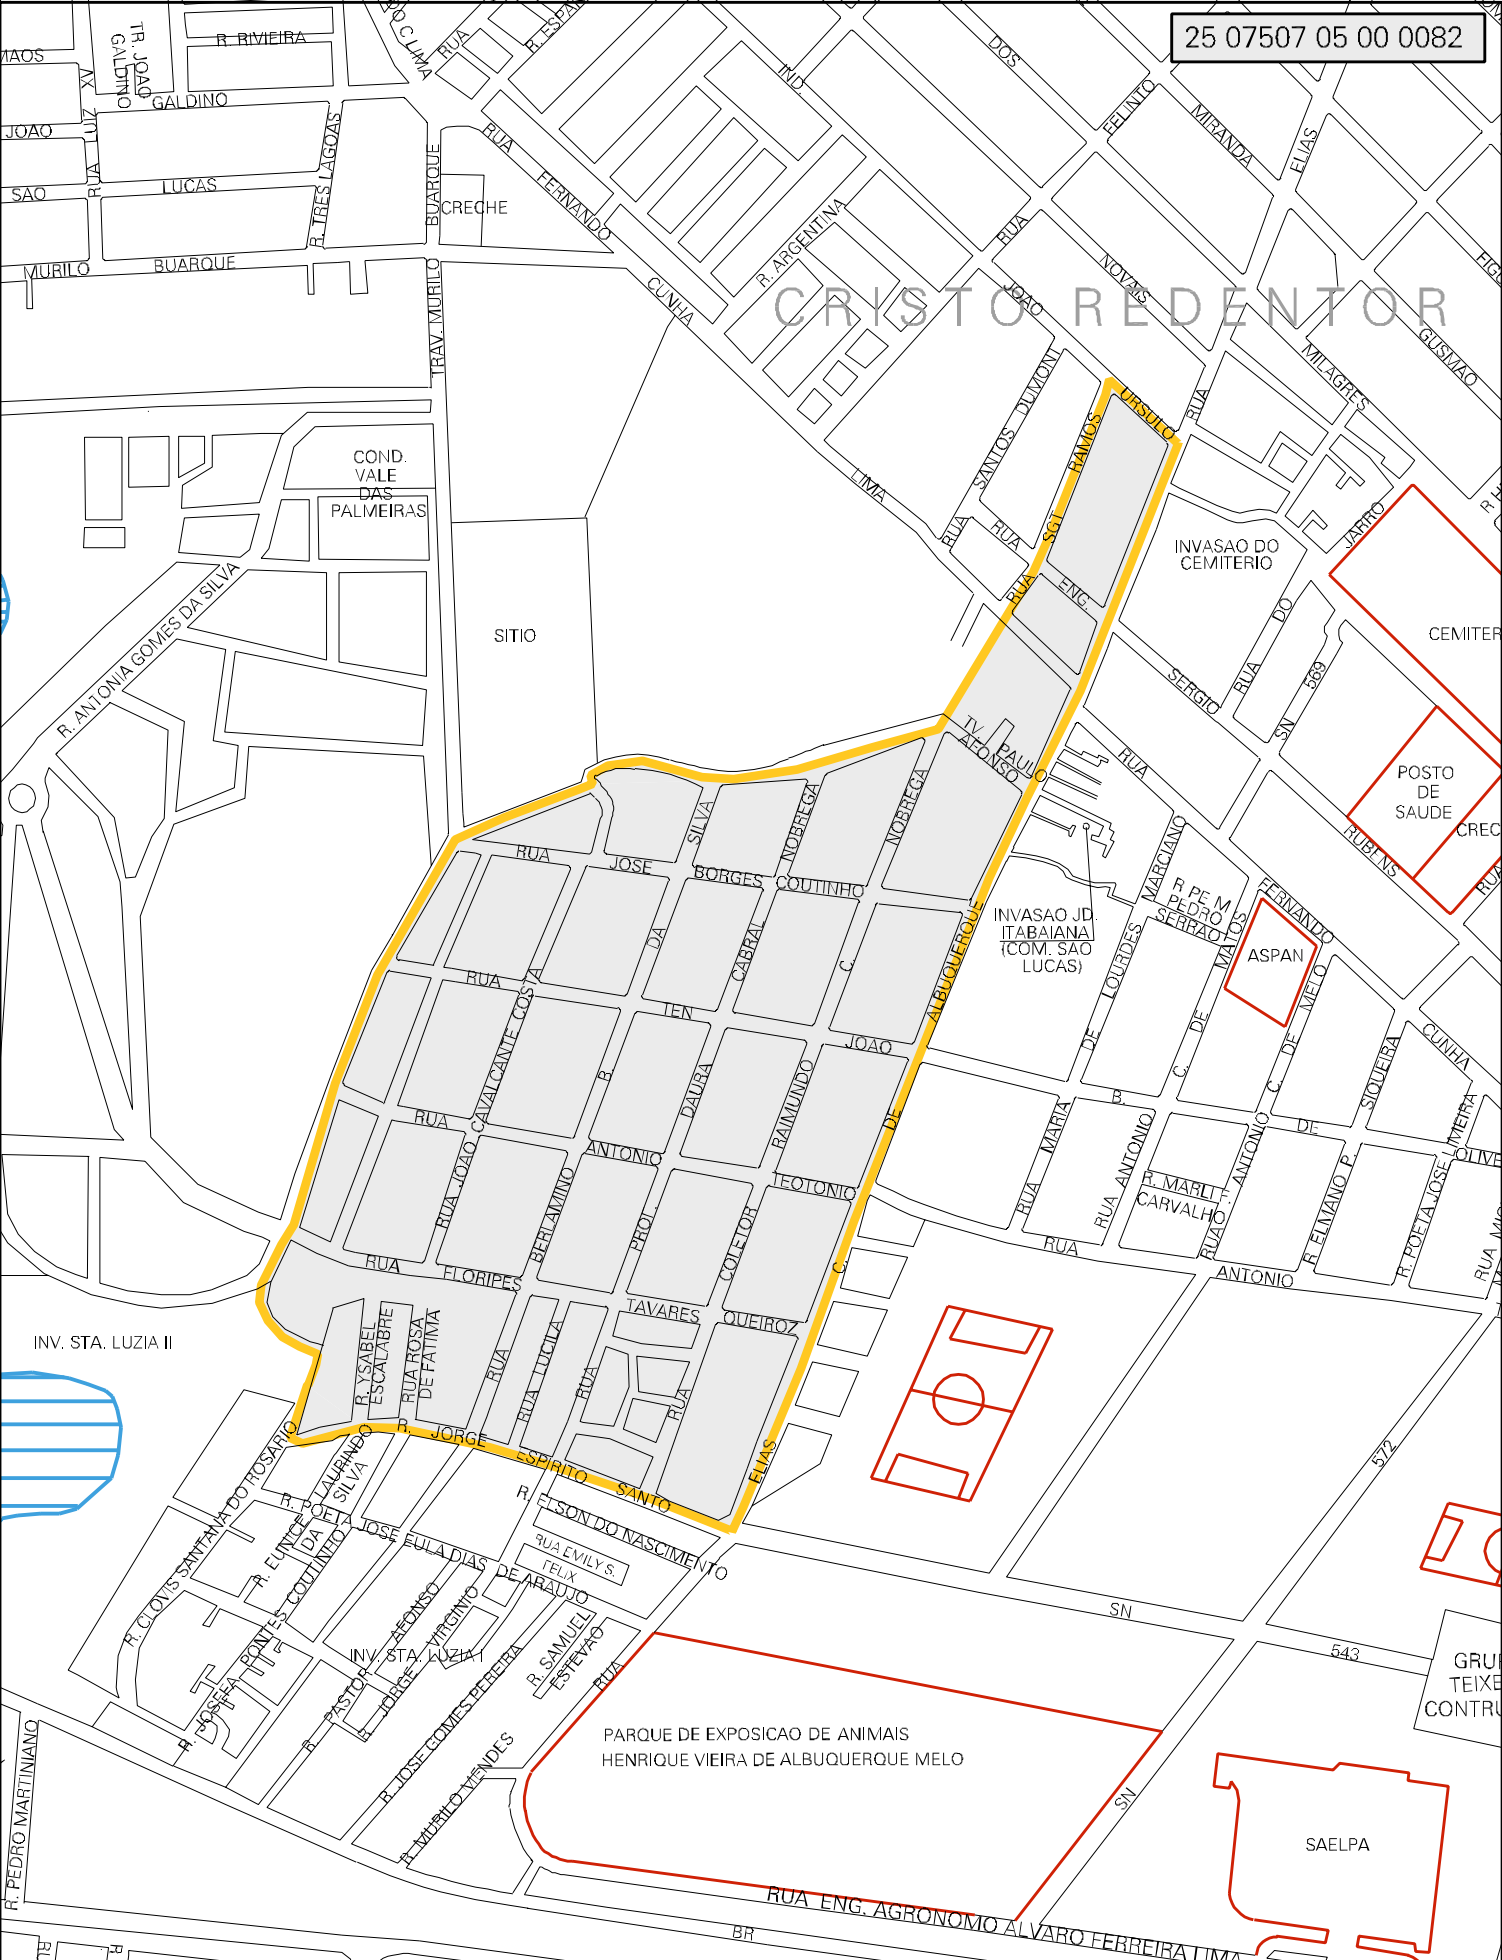 25 07507 05 00 0082
R. RIVIEIRA
TR. JOAO
GALDINO
GALDINO
JOAO
RUA LUIZ
SAO
LUCAS
R. TRES LAGOAS
MURILO
BUARQUE
BUARQUE
TRAV. MURILO
CRECHE
RUA
RUA
FERNANDO
CUNHA
LIMA
IND.
R. ARGENTINA
DOS
FELINTO
MIRANDA
ELIAS
RUA
NOVAIS
JOAO
CRISTO REDENTOR
GUSMAO
MILAGRES
RUA
URSULO
RAMOS
SGT
RUA
SANTOS DUMONT
RUA
RUA
ENG.
INVASAO DO
CEMITERIO
JARRO
RUA DO
SN 569
SERGIO
RUA
RUBENS
POSTO
DE
SAUDE
COND.
VALE
DAS
PALMEIRAS
R. ANTONIA GOMES DA SILVA
SITIO
TV. PAULO
AFONSO
NOBREGA
NOBREGA
SILVA
RUA
JOSE
BORGES
COUTINHO
DA
CABRAL
C.
ALBUQUERQUE
INVASAO JD.
ITABAIANA
(COM. SAO
LUCAS)
MARCIANO
R PE M
PEDRO
SERRAO
FERNANDO
ASPAN
MATOS
DE LOURDES
MELO
CUNHA
RUA
TEN
JOAO
CAVALCANTE COSTA
B.
DAURA
RAIMUNDO
DE
C. DE
C. DE
B.
DE
SIQUEIRA
RUA
ANTONIO
TEOTONIO
RUA JOAO
BERLAMINO
PROL.
COLETOR
C.
RUA MARIA
RUA ANTONIO
R. MARLI F.
CARVALHO
RUA ANTONIO
R. ELMANO P.
R. POETA JOSE LIMEIRA
RUA
ANTONIO
RUA
FLORIPES
TAVARES
QUEIROZ
INV. STA. LUZIA II
R. YSABEL
ESCALABRE
RUA ROSA
DE FATIMA
RUA
RUA LUCILA
RUA
RUA
ELIAS
R. JORGE
ESPIRITO
SANTO
572
R. CLOVIS SANTANA DO ROSARIO
R. EUNICE LAURINDO
DA SILVA
R. POETA JOSE EULA DIAS DE ARAUJO
R. ELSON DO NASCIMENTO
RUA EMILY S.
FELIX
R. JOSEFA PONTES COUTINHO
R. PASTOR AFONSO
R. JORGE VIRGINIO
INV. STA. LUZIA I
R. JOSE GOMES PEREIRA
R. SAMUEL
ESTEVAO
RUA
R. MURILO MENDES
SN
543
PARQUE DE EXPOSICAO DE ANIMAIS
HENRIQUE VIEIRA DE ALBUQUERQUE MELO
SN
SAELPA
R. PEDRO MARTINIANO
RUA ENG. AGRONOMO ALVARO FERREIRA LIMA
BR